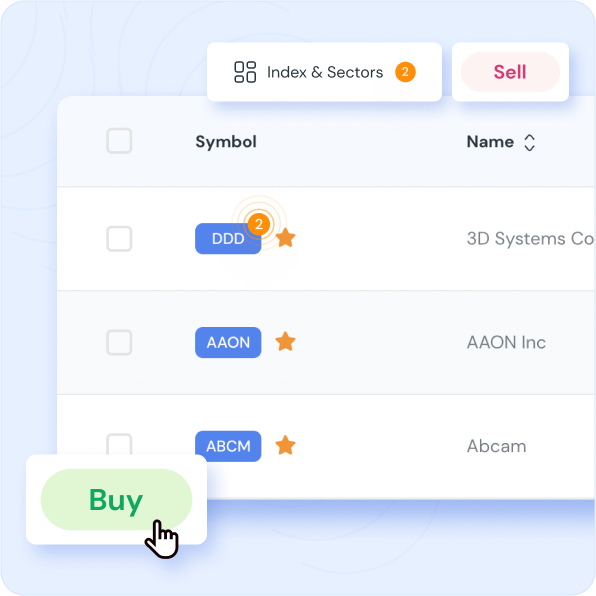 Index & Sectors 2
Sell
Symbol Name
DDD 2 3D Systems Co
AAON AAON Inc
ABCM Abcam
Buy